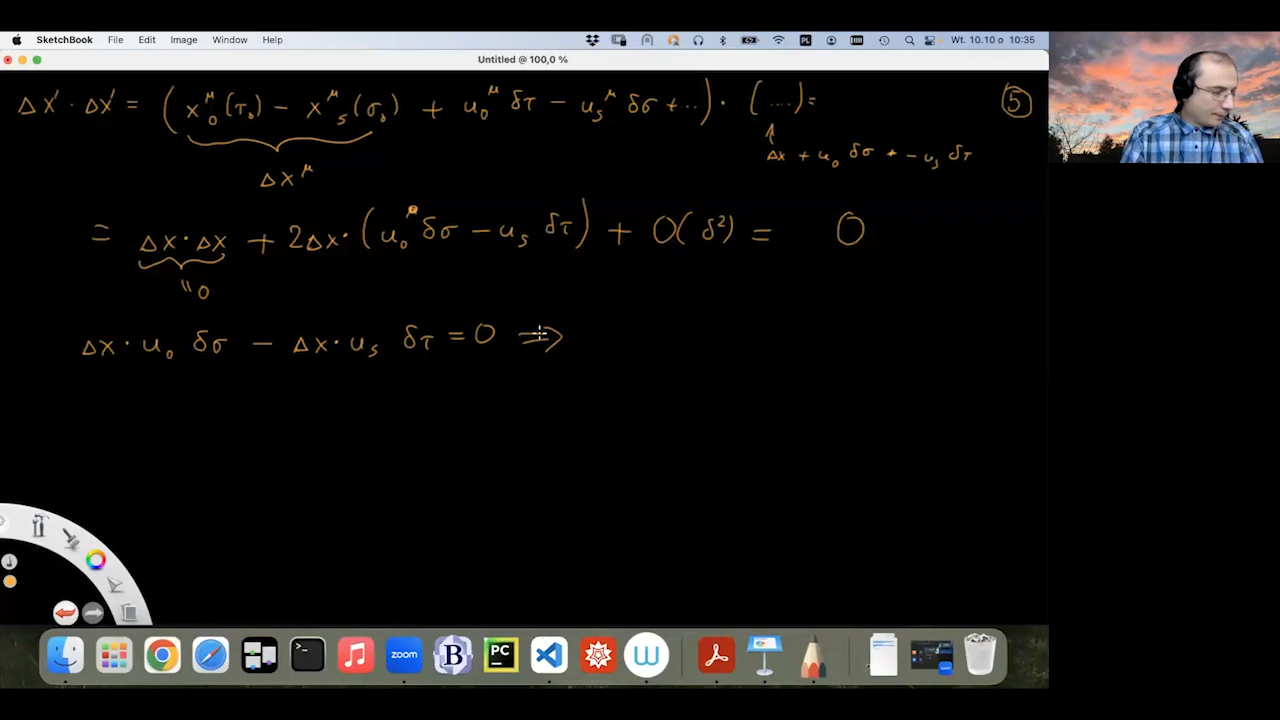 SketchBook File Edit Image Window Help PL Wt. 10.10 o 10:35
Untitled @ 100,0 %
Δx' · Δx' = (x₀^μ(τ₀) − x_s^μ(σ₀) + u₀^μ δτ − u_s^μ δσ + ...) · (...) = ⑤
Δx + u₀ δσ + − u_s δτ
Δx^μ
= Δx · Δx + 2Δx · (u₀ δσ − u_s δτ) + O(δ²) = 0
"0
Δx · u₀ δσ − Δx · u_s δτ = 0 ⇒
zoom B PC W